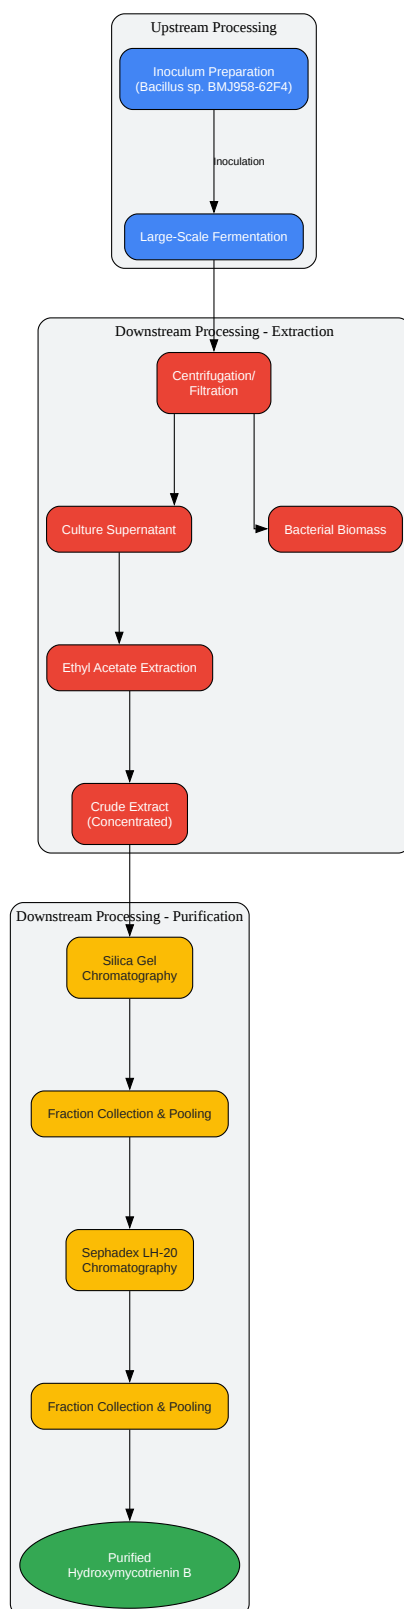 Upstream Processing
Inoculum Preparation
(Bacillus sp. BMJ958-62F4)
Inoculation
Large-Scale Fermentation
Downstream Processing - Extraction
Centrifugation/
Filtration
Culture Supernatant
Bacterial Biomass
Ethyl Acetate Extraction
Crude Extract
(Concentrated)
Downstream Processing - Purification
Silica Gel
Chromatography
Fraction Collection & Pooling
Sephadex LH-20
Chromatography
Fraction Collection & Pooling
Purified
Hydroxymycotrienin B